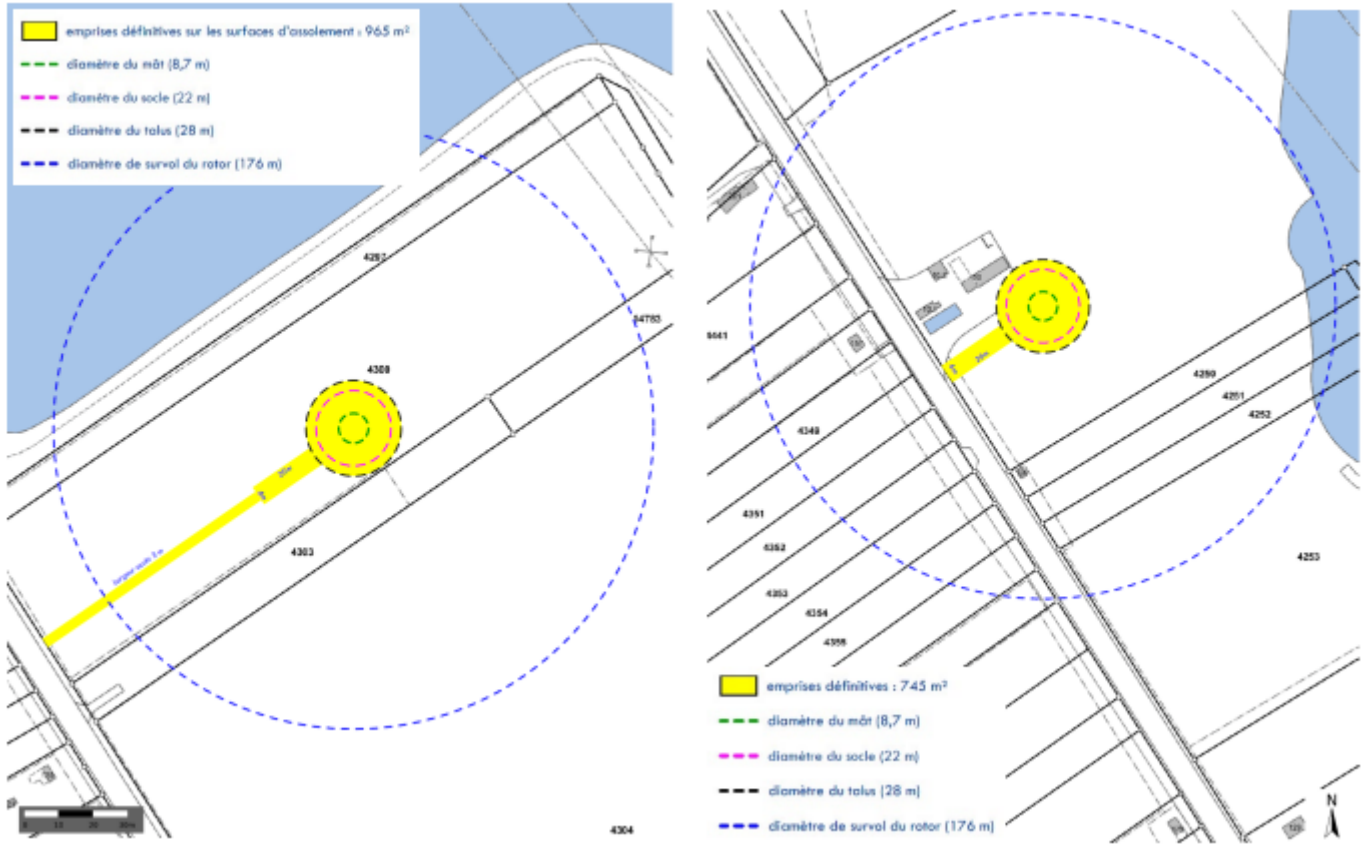 emprises définitives sur les surfaces d'assolement : 965 m²
diamètre du mât (8,7 m)
diamètre du socle (22 m)
diamètre du talus (28 m)
diamètre de survol du rotor (176 m)
4308
4303
4304
4349
4351
4352
4353
4354
4355
4250
4251
4252
4253
emprises définitives : 745 m²
diamètre du mât (8,7 m)
diamètre du socle (22 m)
diamètre du talus (28 m)
diamètre de survol du rotor (176 m)
N